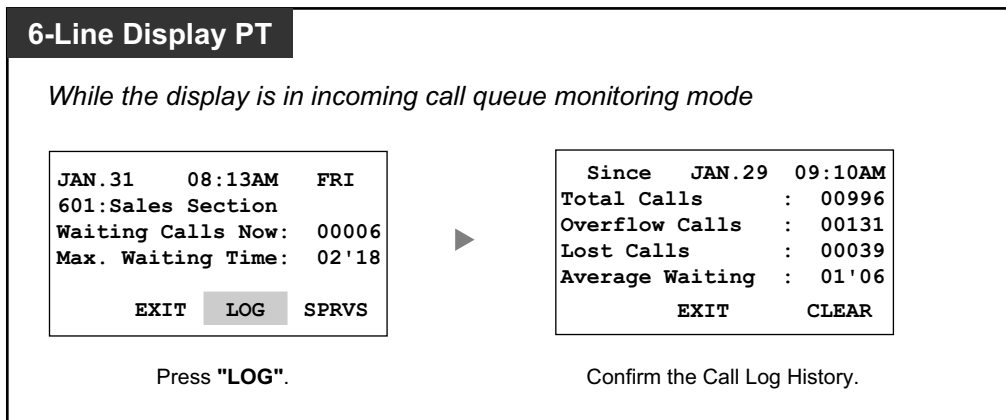 6-Line Display PT
While the display is in incoming call queue monitoring mode
JAN.31 08:13AM FRI
601:Sales Section
Waiting Calls Now: 00006
Max. Waiting Time: 02'18
EXIT LOG SPRVS
Press "LOG".
Since JAN.29 09:10AM
Total Calls : 00996
Overflow Calls : 00131
Lost Calls : 00039
Average Waiting : 01'06
EXIT CLEAR
Confirm the Call Log History.